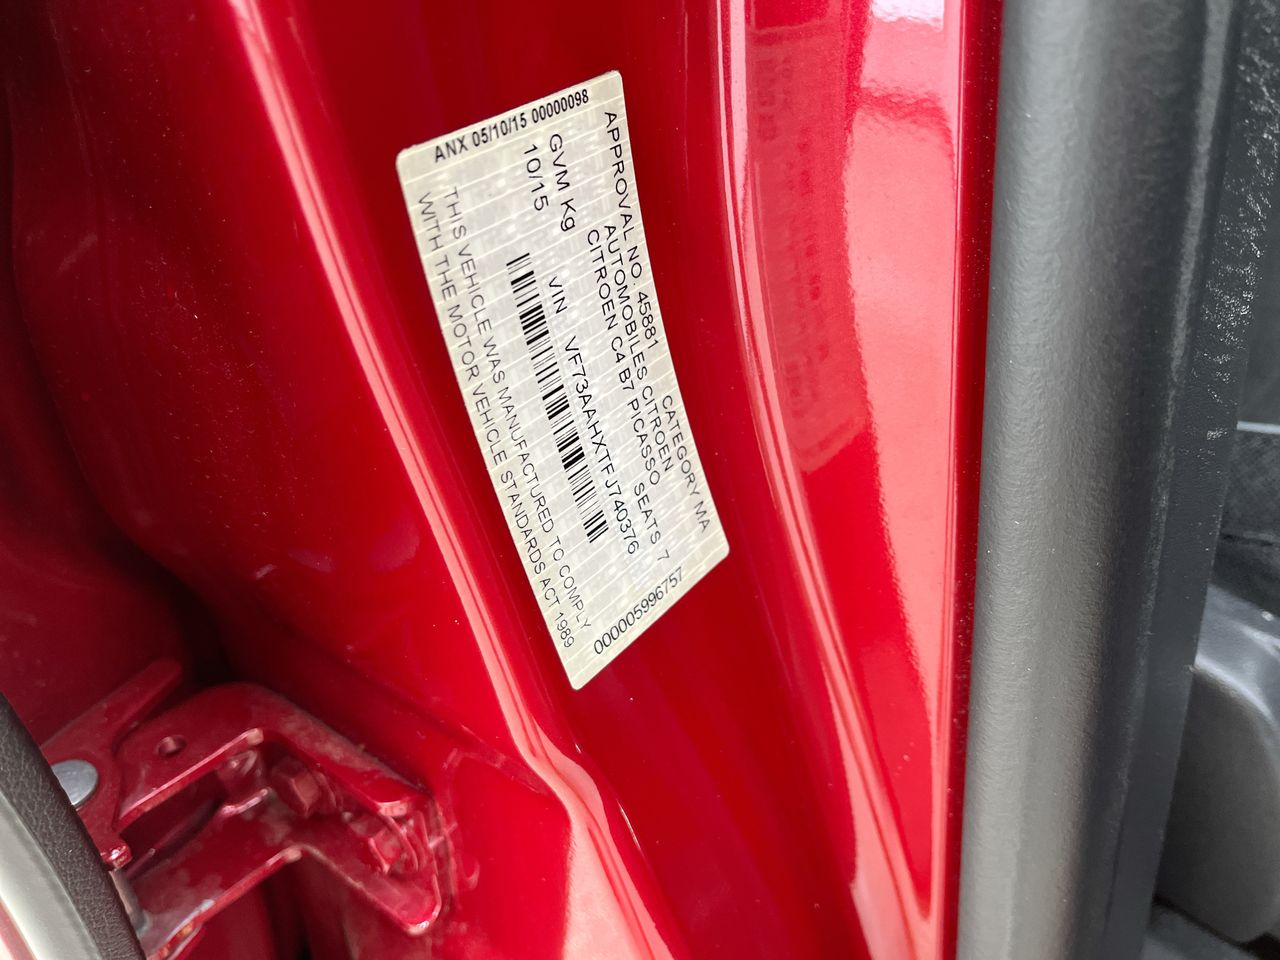 APPROVAL NO. 45881 CATEGORY MA
AUTOMOBILES CITROEN
CITROEN C4 B7 PICASSO SEATS 7
GVM Kg VIN VF73AAHXTFJ740376
10/15
THIS VEHICLE WAS MANUFACTURED TO COMPLY
WITH THE MOTOR VEHICLE STANDARDS ACT 1989
ANX 05/10/15 00000098
000005996757